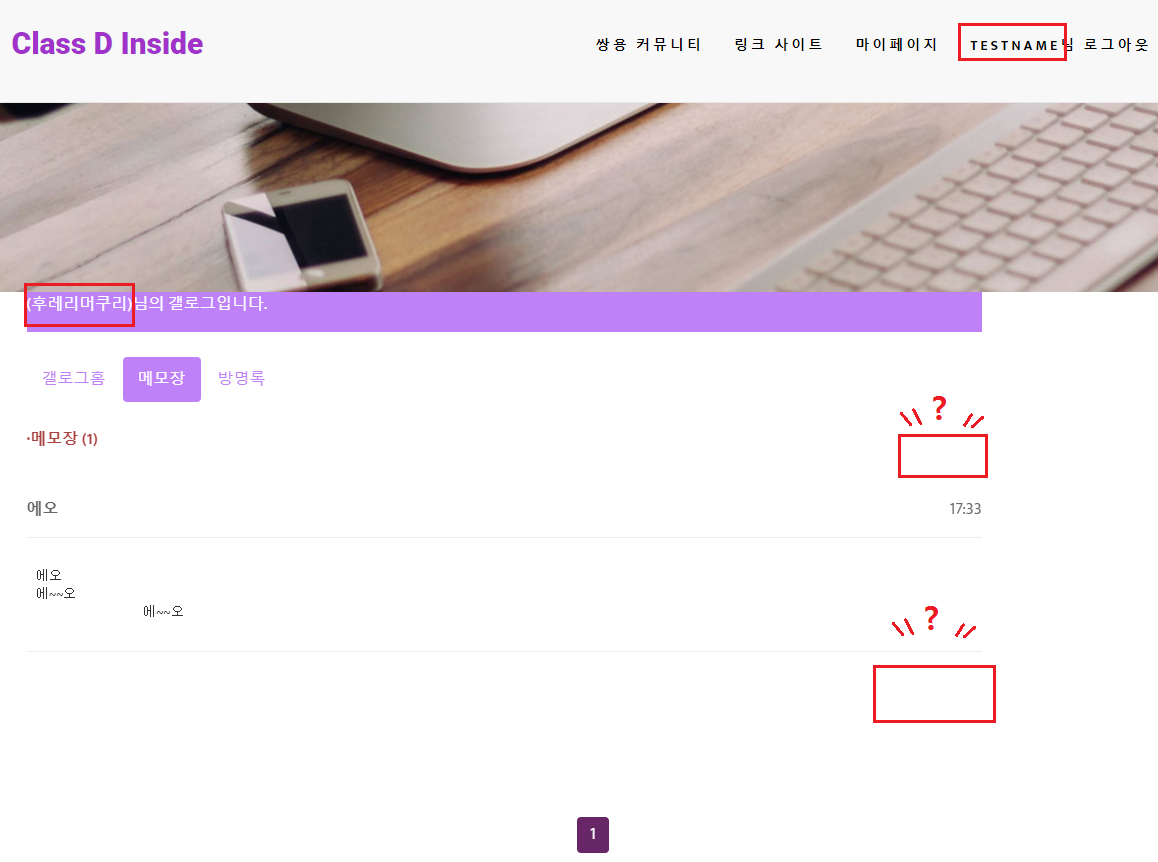 Class D Inside
쌍용 커뮤니티 링크 사이트 마이페이지 TESTNAME님 로그아웃
(후레리머쿠리)님의 갤로그입니다.
갤로그홈 메모장 방명록
?
·메모장 (1)
에오 17:33
에오
에~~오
에~~오
?
1